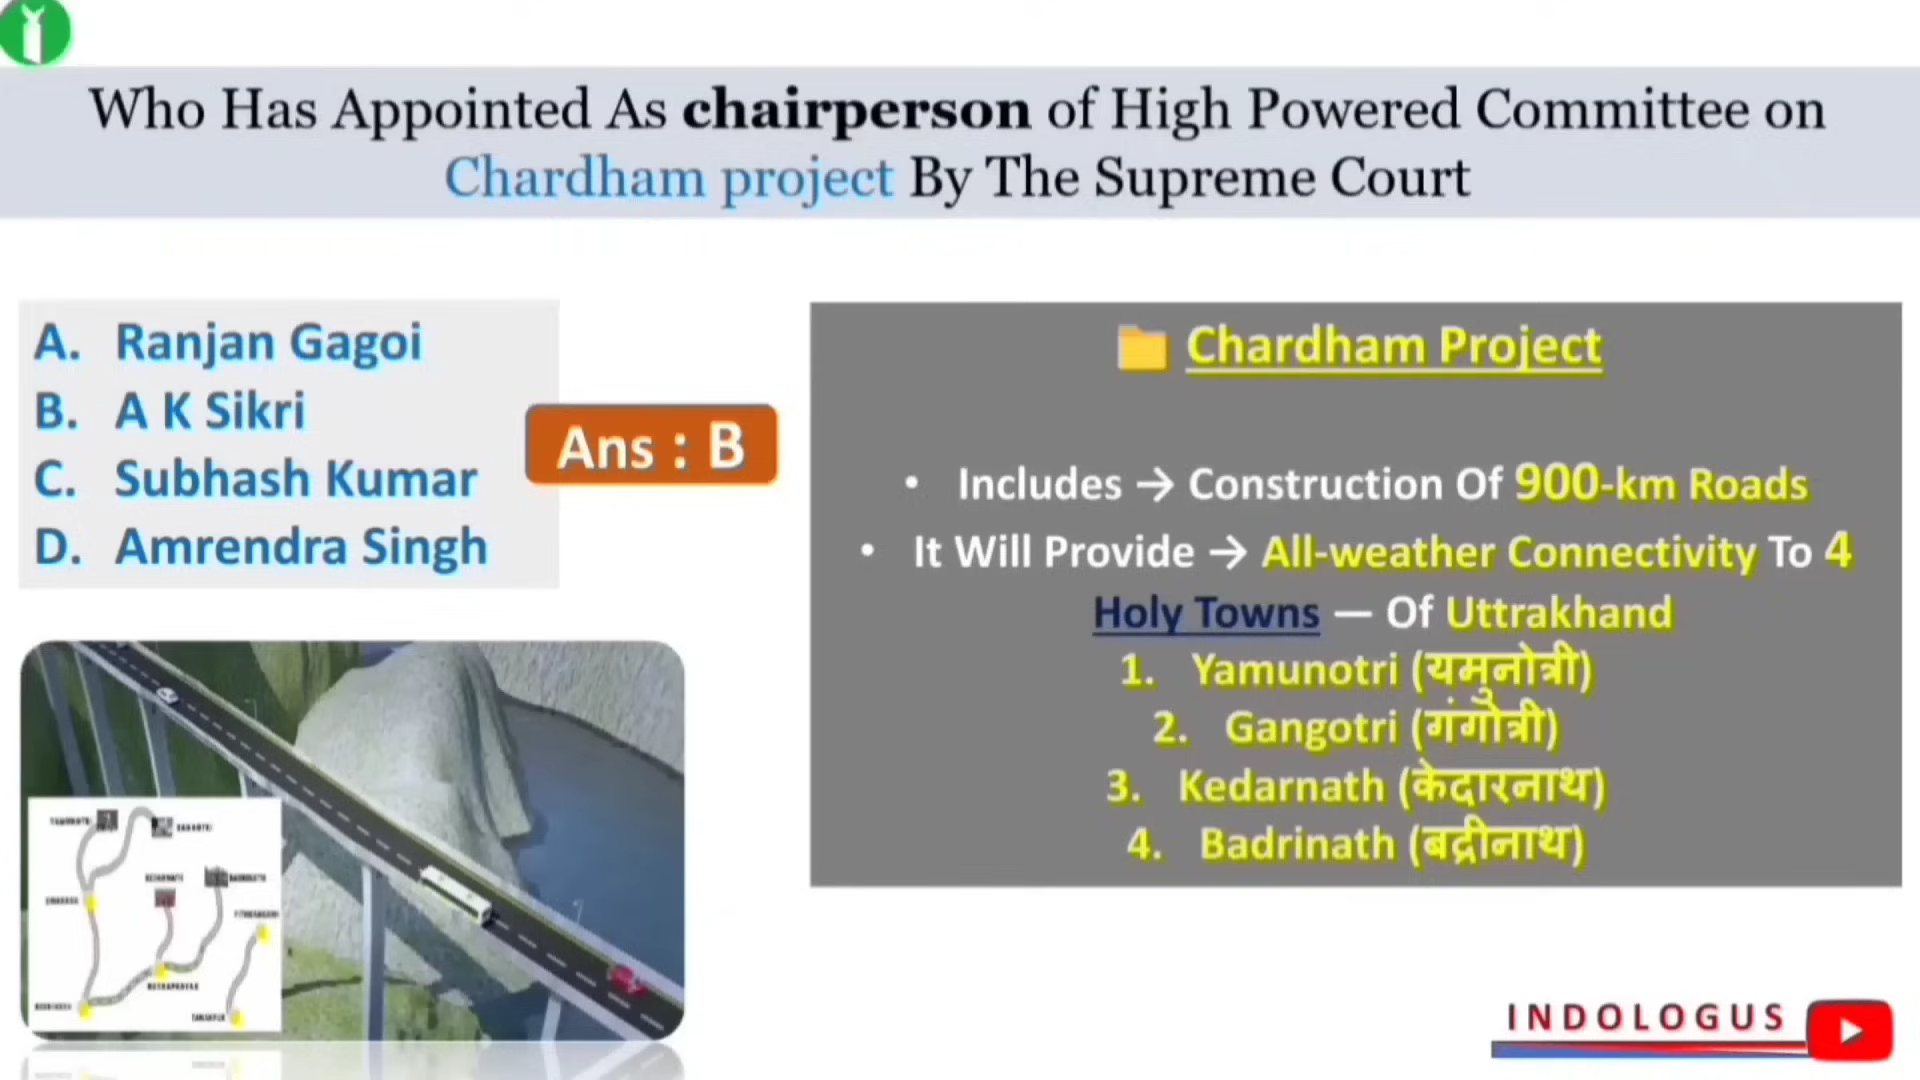 Who Has Appointed As chairperson of High Powered Committee on
Chardham project By The Supreme Court
A. Ranjan Gagoi
B. A K Sikri
C. Subhash Kumar
D. Amrendra Singh
Ans : B
Chardham Project
• Includes → Construction Of 900-km Roads
• It Will Provide → All-weather Connectivity To 4
Holy Towns — Of Uttrakhand
1. Yamunotri (यमुनोत्री)
2. Gangotri (गंगोत्री)
3. Kedarnath (केदारनाथ)
4. Badrinath (बद्रीनाथ)
INDOLOGUS